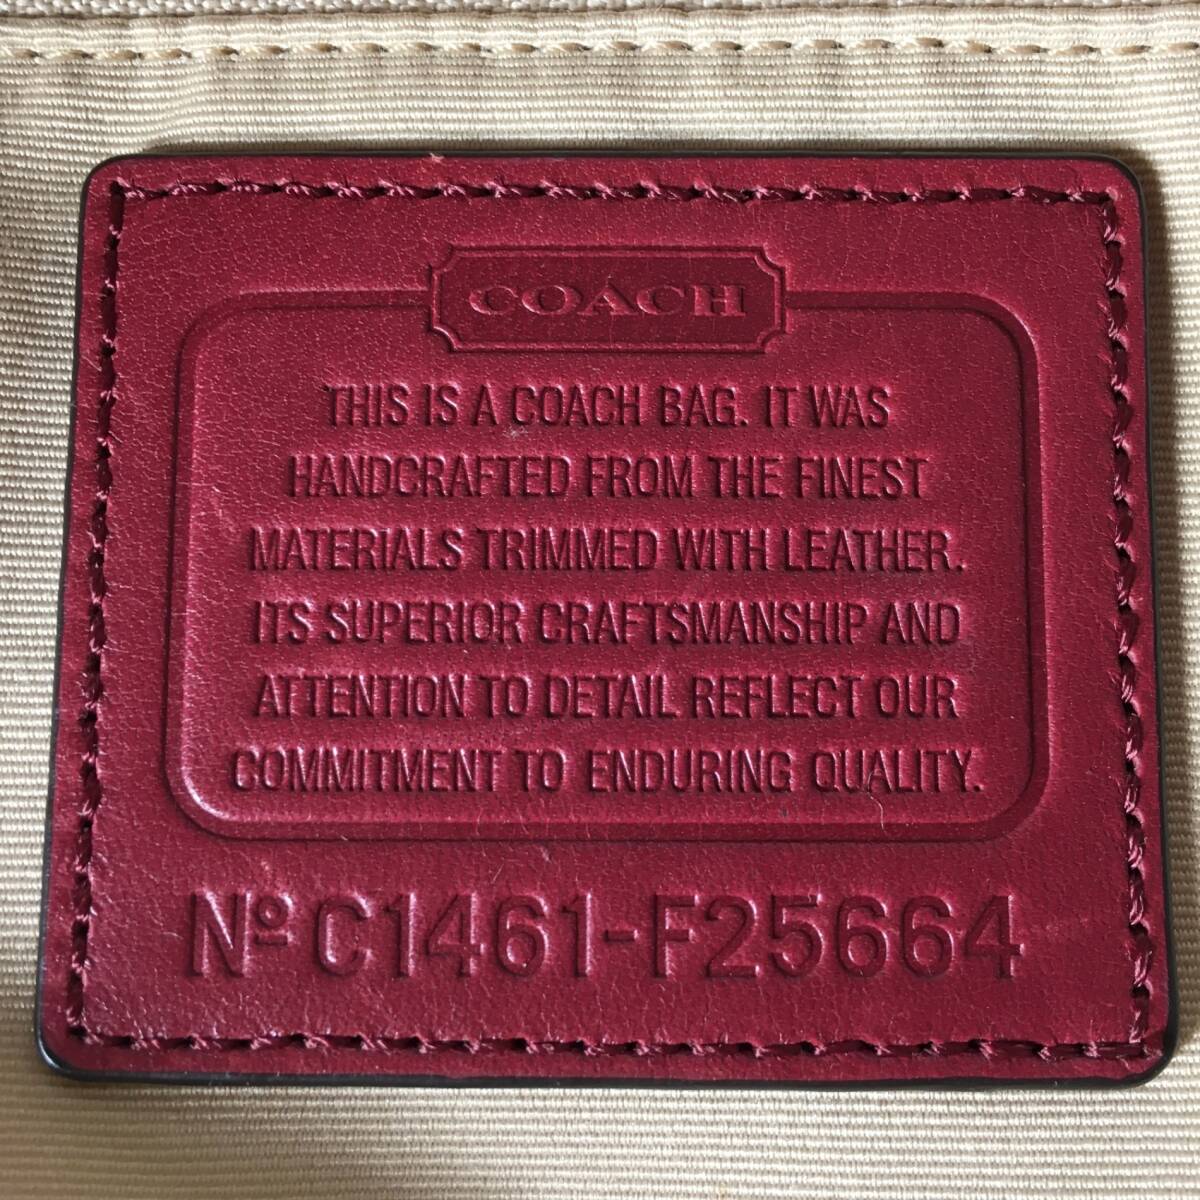 COACH
THIS IS A COACH BAG. IT WAS
HANDCRAFTED FROM THE FINEST
MATERIALS TRIMMED WITH LEATHER.
ITS SUPERIOR CRAFTSMANSHIP AND
ATTENTION TO DETAIL REFLECT OUR
COMMITMENT TO ENDURING QUALITY.
Nº C1461-F25664